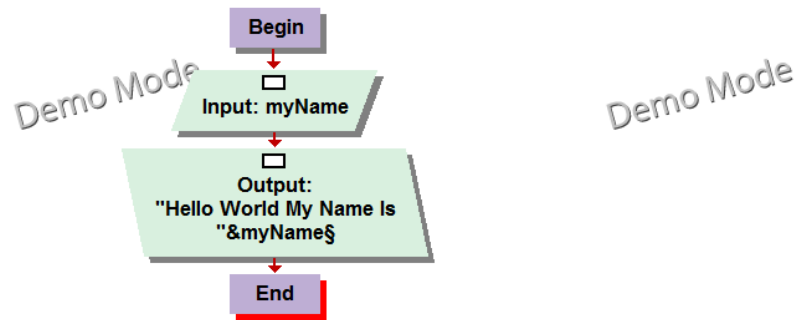 Begin
Demo Mode
Demo Mode
Input: myName
Output:
"Hello World My Name Is
"&myName§
End